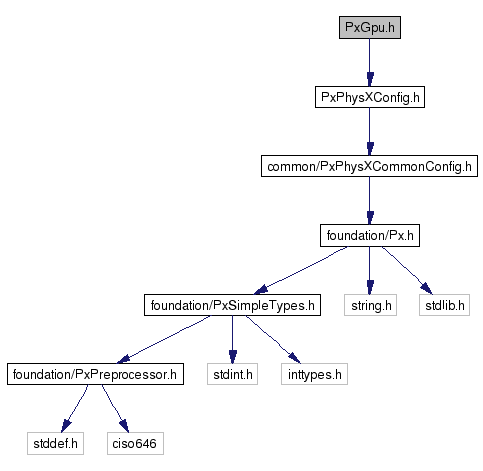 PxGpu.h
PxPhysXConfig.h
common/PxPhysXCommonConfig.h
foundation/Px.h
foundation/PxSimpleTypes.h
string.h
stdlib.h
foundation/PxPreprocessor.h
stdint.h
inttypes.h
stddef.h
ciso646